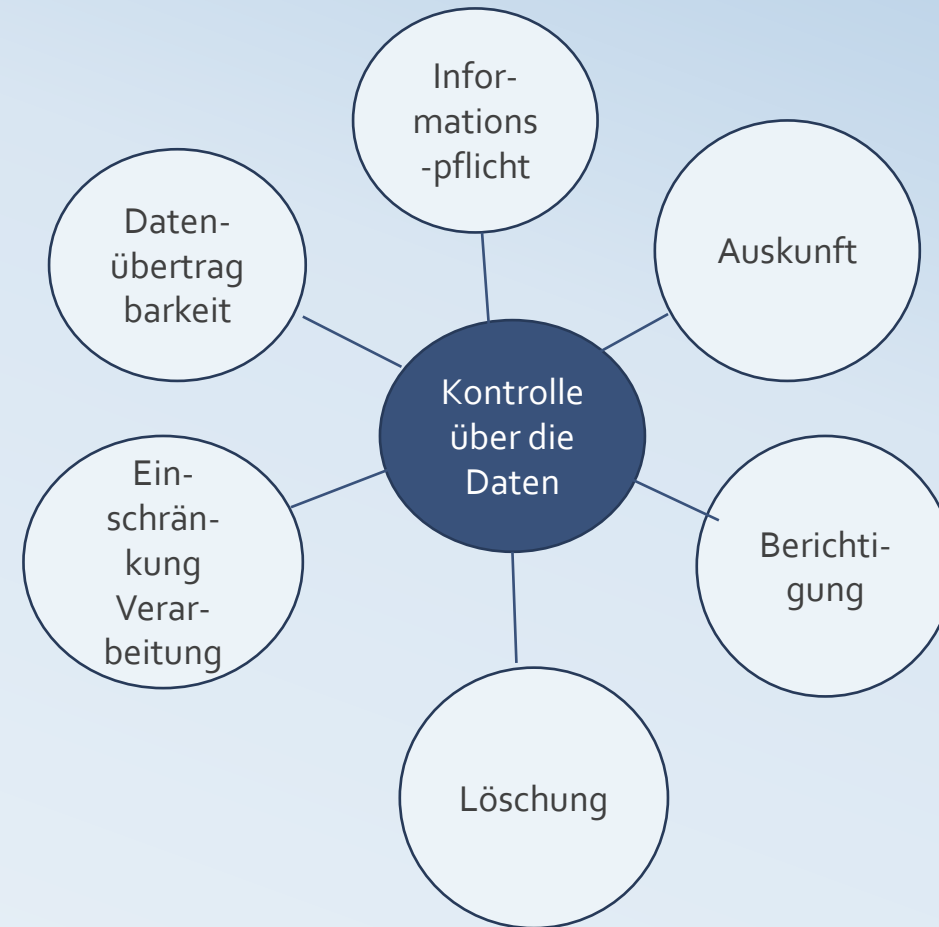 Infor-
mations
-pflicht
Auskunft
Daten-
übertrag
barkeit
Kontrolle
über die
Daten
Ein-
schrän-
kung
Verar-
beitung
Berichti-
gung
Löschung